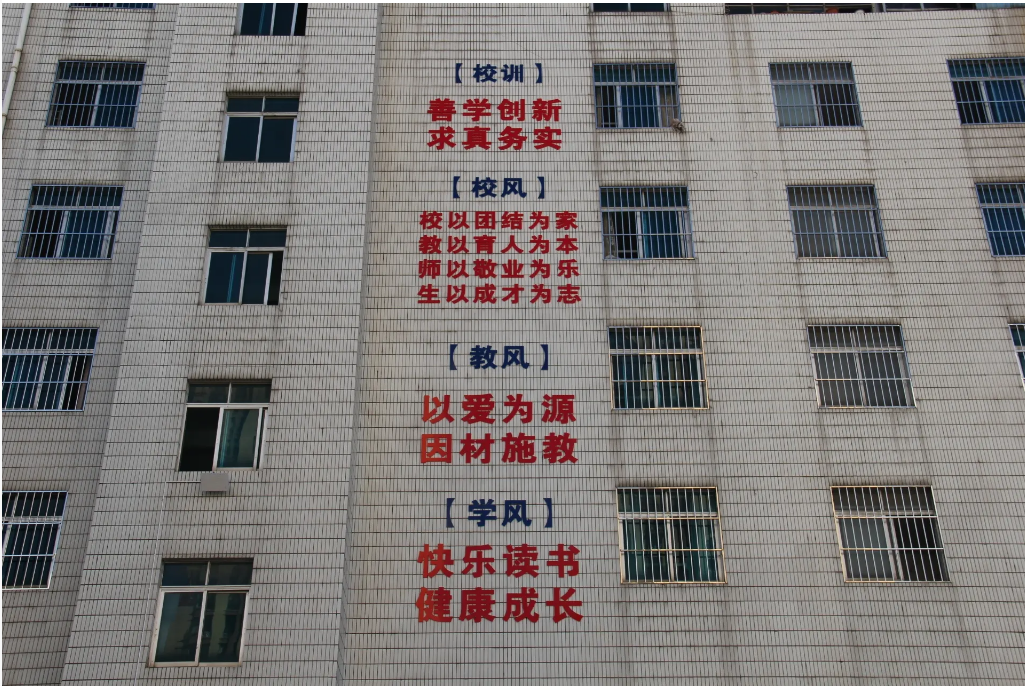 【校训】
善学创新
求真务实
【校风】
校以团结为家
教以育人为本
师以敬业为乐
生以成才为志
【教风】
以爱为源
因材施教
【学风】
快乐读书
健康成长